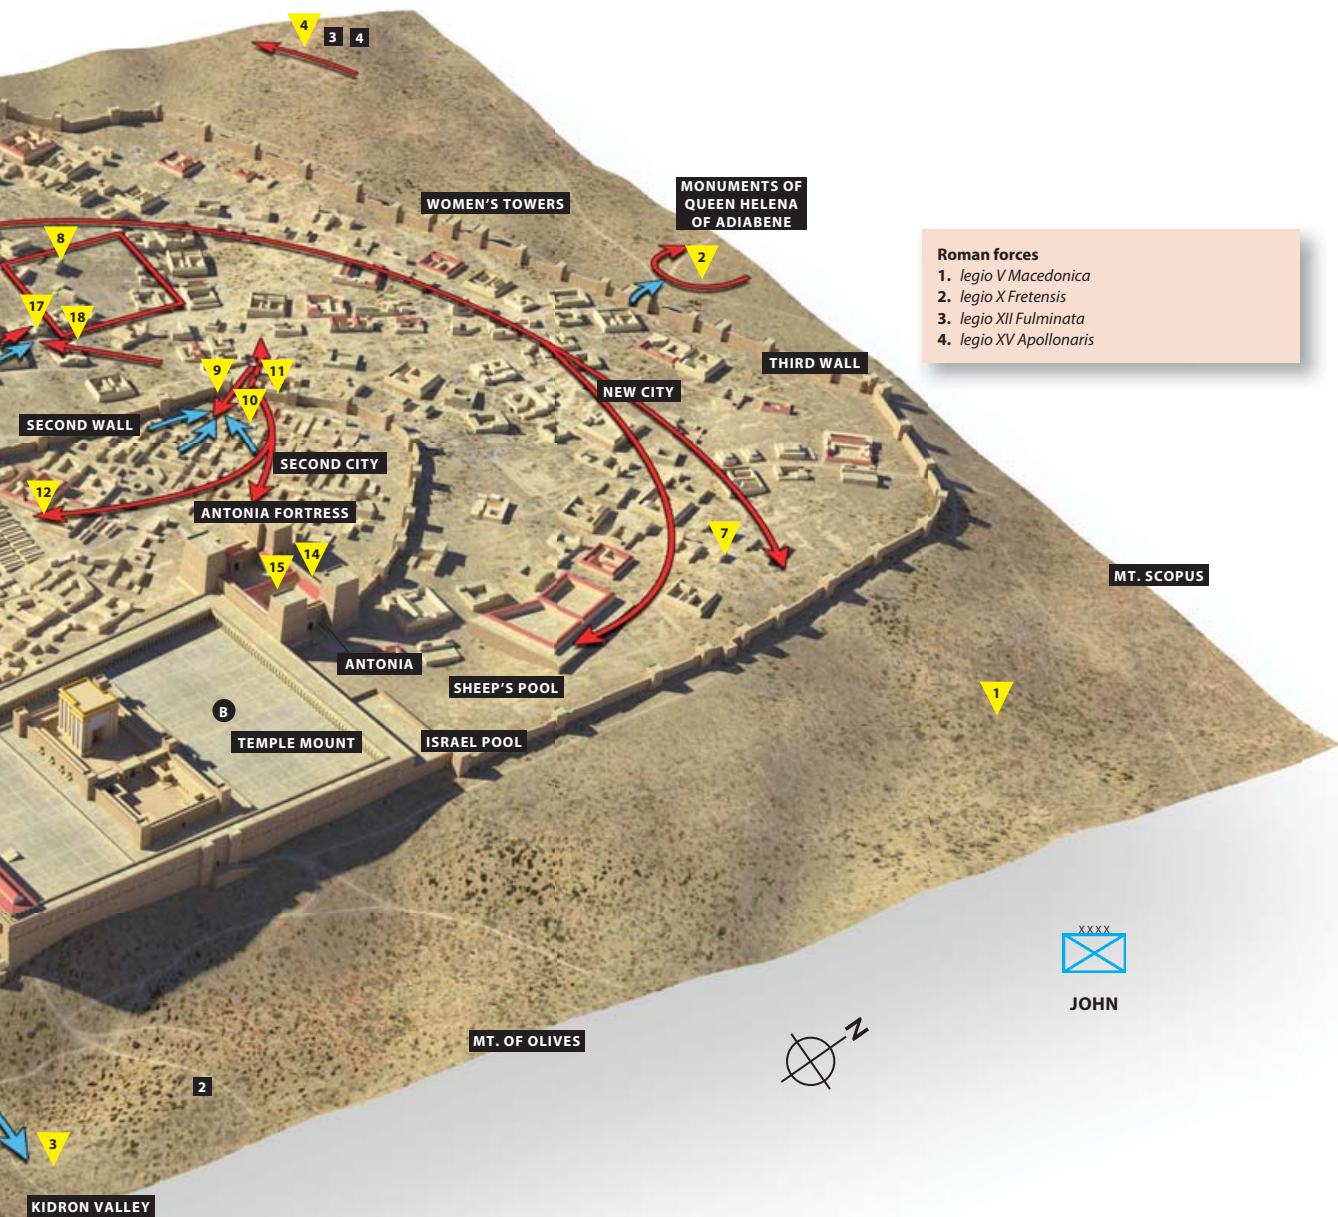 4
3 4
WOMEN'S TOWERS
MONUMENTS OF
QUEEN HELENA
OF ADIABENE
8
2
Roman forces
1. legio V Macedonica
2. legio X Fretensis
3. legio XII Fulminata
4. legio XV Apollonaris
17
18
THIRD WALL
9
11
NEW CITY
10
SECOND WALL
SECOND CITY
12
ANTONIA FORTRESS
7
14
15
MT. SCOPUS
ANTONIA
SHEEP'S POOL
1
B
TEMPLE MOUNT
ISRAEL POOL
XXXX
JOHN
N
MT. OF OLIVES
2
3
KIDRON VALLEY